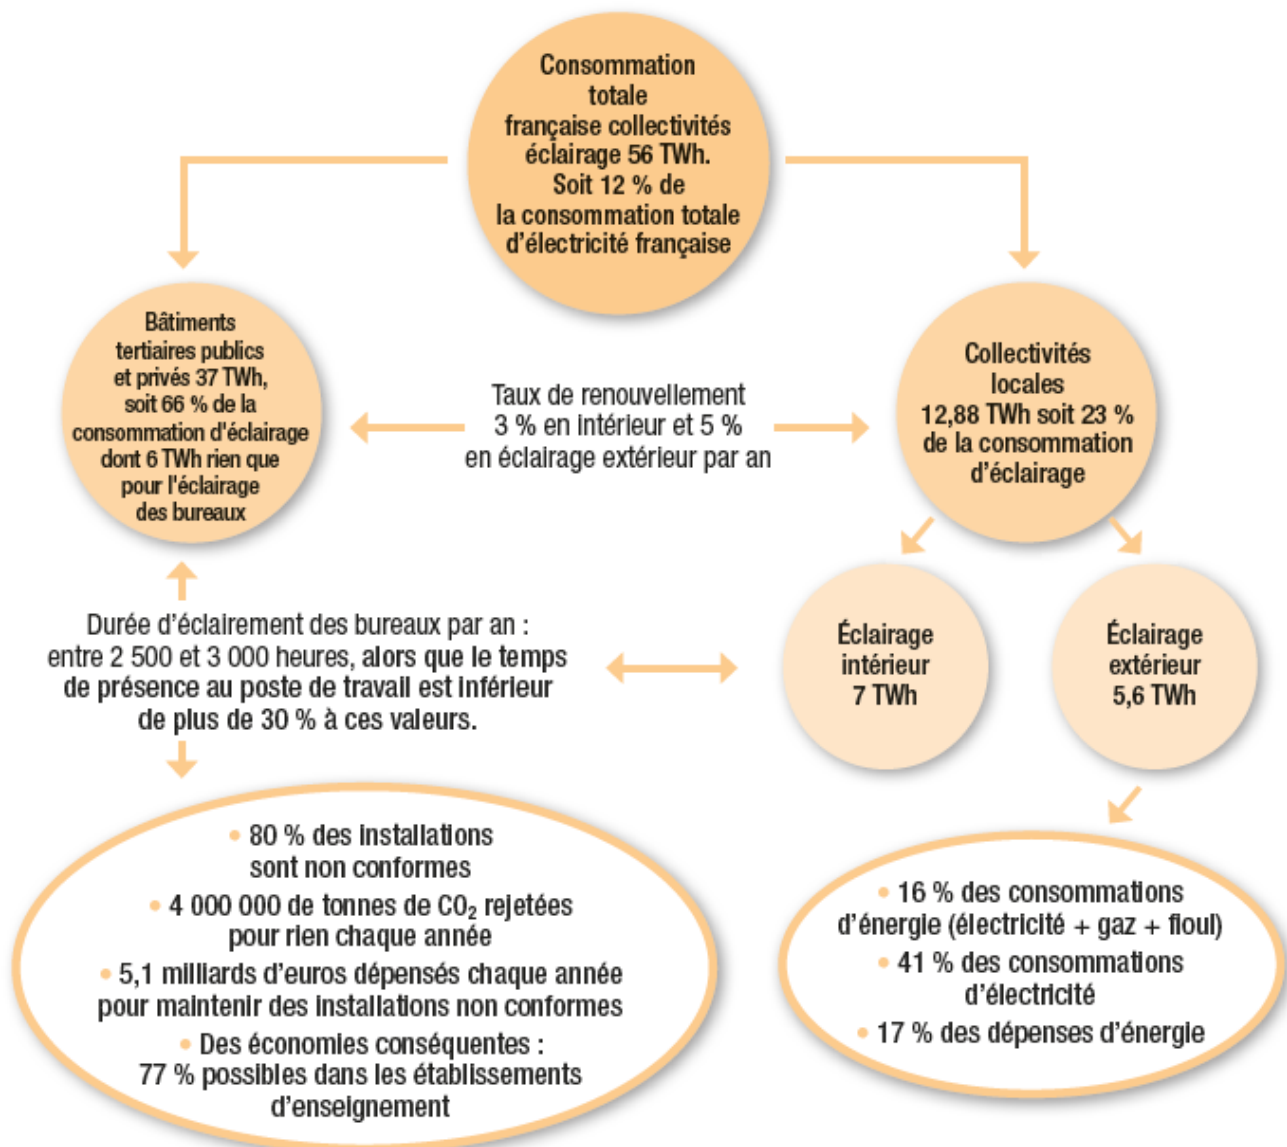 Consommation
totale
française collectivités
éclairage 56 TWh.
Soit 12 % de
la consommation totale
d'électricité française
Bâtiments
tertiaires publics
et privés 37 TWh,
soit 66 % de la
consommation d'éclairage
dont 6 TWh rien que
pour l'éclairage
des bureaux
Taux de renouvellement
3 % en intérieur et 5 %
en éclairage extérieur par an
Collectivités
locales
12,88 TWh soit 23 %
de la consommation
d'éclairage
Durée d'éclairement des bureaux par an :
entre 2 500 et 3 000 heures, alors que le temps
de présence au poste de travail est inférieur
de plus de 30 % à ces valeurs.
Éclairage
intérieur
7 TWh
Éclairage
extérieur
5,6 TWh
• 80 % des installations
sont non conformes
• 4 000 000 de tonnes de CO₂ rejetées
pour rien chaque année
• 5,1 milliards d'euros dépensés chaque année
pour maintenir des installations non conformes
• Des économies conséquentes :
77 % possibles dans les établissements
d'enseignement
• 16 % des consommations
d'énergie (électricité + gaz + fioul)
• 41 % des consommations
d'électricité
• 17 % des dépenses d'énergie